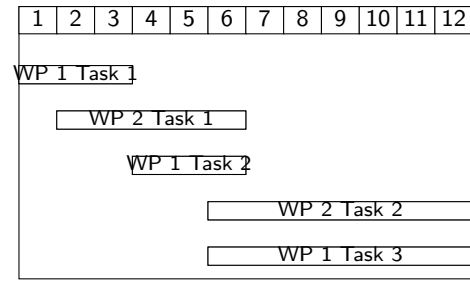 1 2 3 4 5 6 7 8 9 10 11 12
WP 1 Task 1
WP 2 Task 1
WP 1 Task 2
WP 2 Task 2
WP 1 Task 3